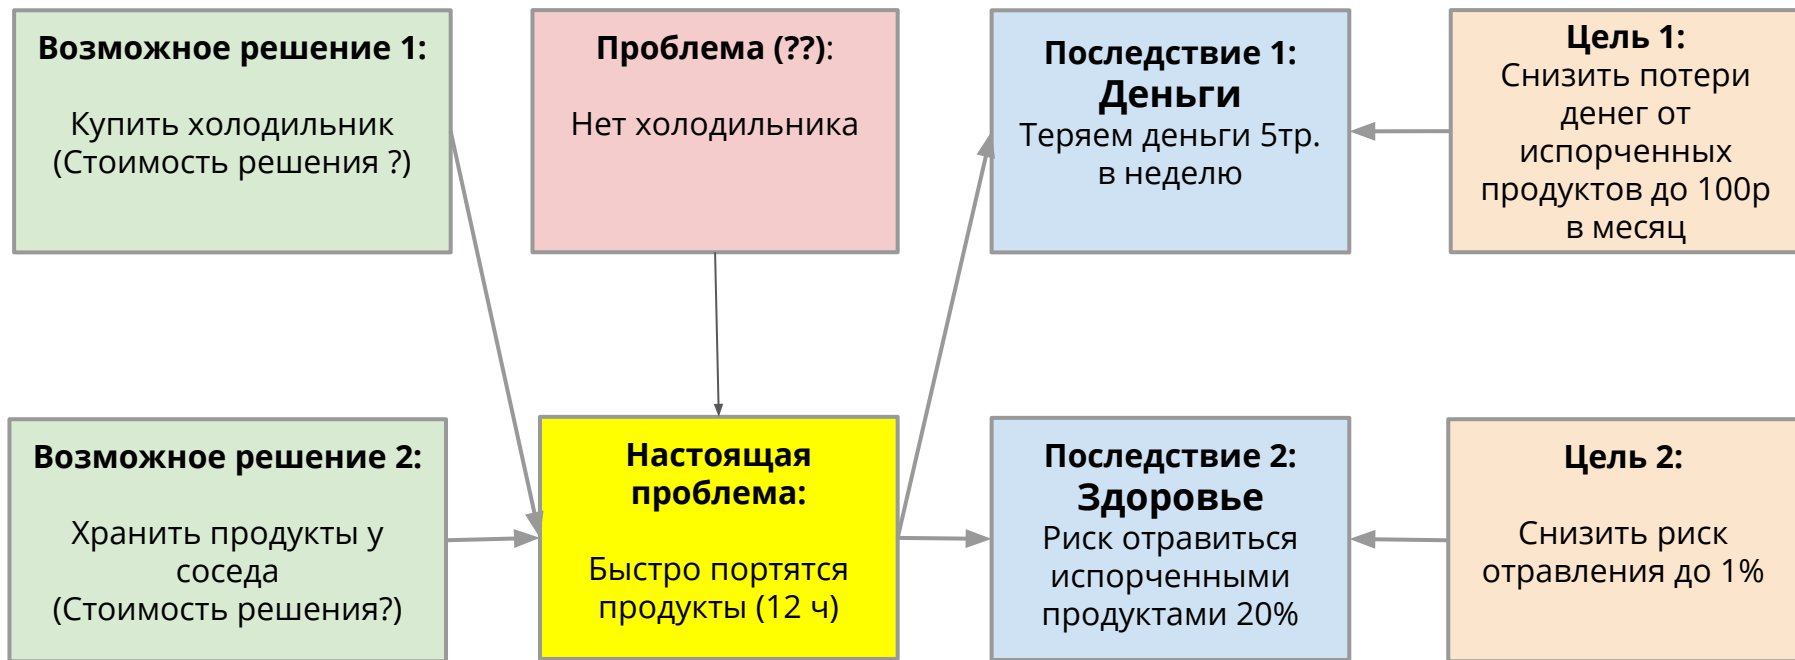 Возможное решение 1:
Купить холодильник
(Стоимость решения ?)
Проблема (??):
Нет холодильника
Последствие 1:
Деньги
Теряем деньги 5тр.
в неделю
Цель 1:
Снизить потери
денег от
испорченных
продуктов до 100р
в месяц
Возможное решение 2:
Хранить продукты у
соседа
(Стоимость решения?)
Настоящая
проблема:
Быстро портятся
продукты (12 ч)
Последствие 2:
Здоровье
Риск отравиться
испорченными
продуктами 20%
Цель 2:
Снизить риск
отравления до 1%